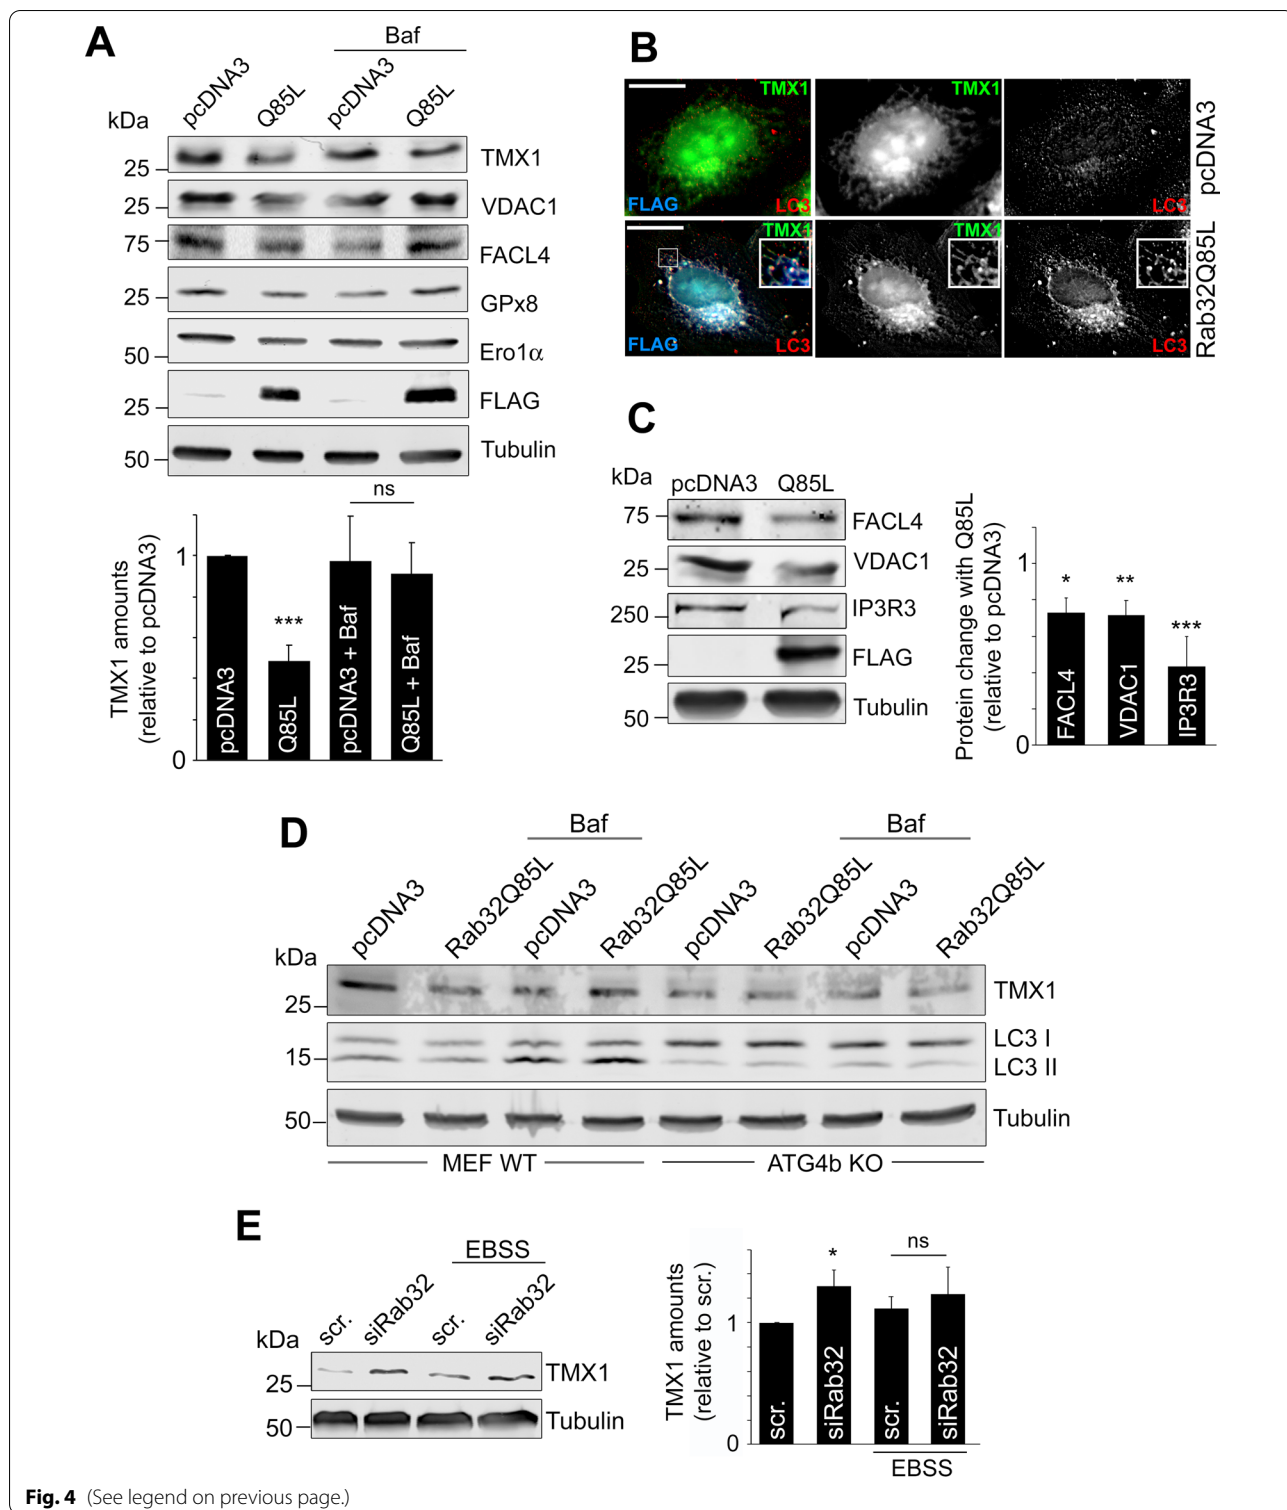 A
Baf
pcDNA3 Q85L pcDNA3 Q85L
kDa
25 TMX1
25 VDAC1
75 FACL4
25 GPx8
50 Ero1α
25 FLAG
50 Tubulin
TMX1 amounts
(relative to pcDNA3)
ns
1
***
0
pcDNA3 Q85L pcDNA3 + Baf Q85L + Baf
B
TMX1 TMX1
FLAG LC3 LC3
pcDNA3
TMX1 TMX1
FLAG LC3 LC3
Rab32Q85L
C
kDa pcDNA3 Q85L
75 FACL4
25 VDAC1
250 IP3R3
25 FLAG
50 Tubulin
Protein change with Q85L
(relative to pcDNA3)
1
* ** ***
0
FACL4 VDAC1 IP3R3
D
Baf Baf
pcDNA3 Rab32Q85L pcDNA3 Rab32Q85L pcDNA3 Rab32Q85L pcDNA3 Rab32Q85L
kDa
25 TMX1
LC3 I
15
LC3 II
50 Tubulin
MEF WT ATG4b KO
E
EBSS
scr. siRab32 scr. siRab32
kDa
25 TMX1
50 Tubulin
TMX1 amounts
(relative to scr.)
* ns
1
0
scr. siRab32 scr. siRab32
EBSS
Fig. 4 (See legend on previous page.)